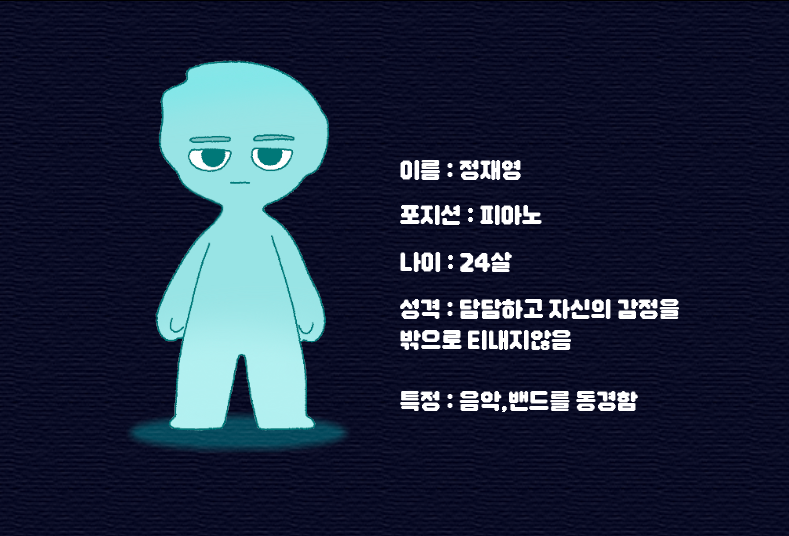 이름 : 정재영
포지션 : 피아노
나이 : 24살
성격 : 담담하고 자신의 감정을
밖으로 티내지않음
특정 : 음악,밴드를 동경함